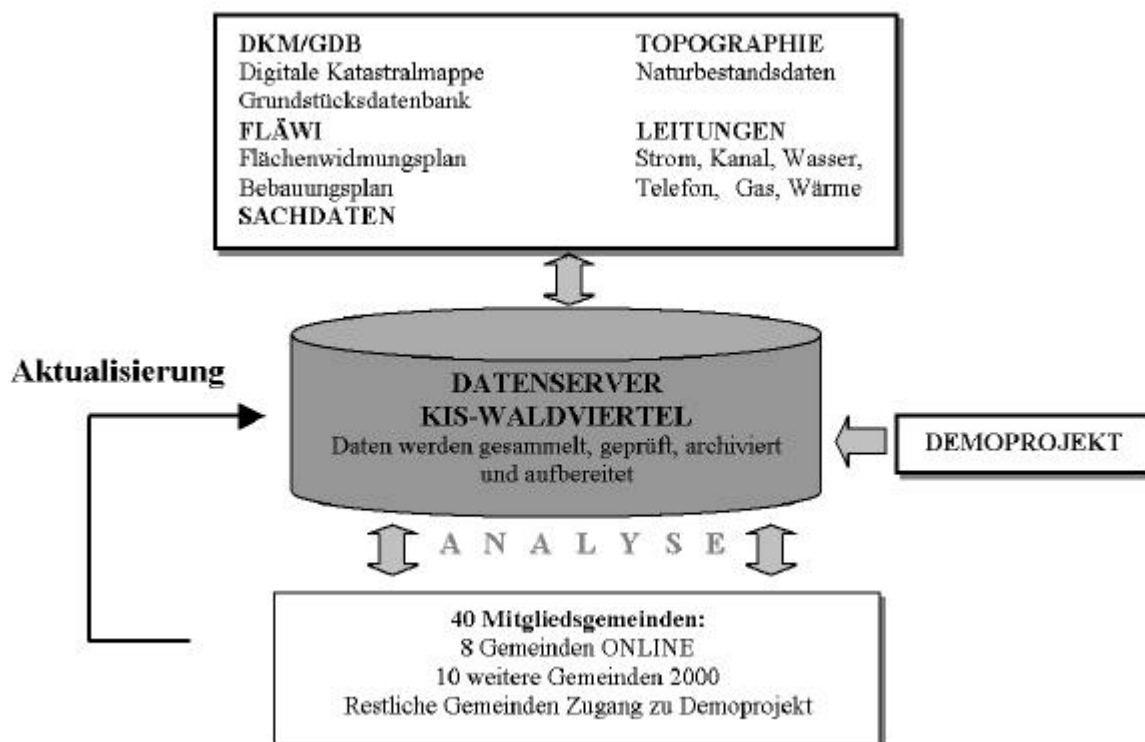 DKM/GDB
Digitale Katastralmappe
Grundstücksdatenbank
FLÄWI
Flächenwidmungsplan
Bebauungsplan
SACHDATEN
TOPOGRAPHIE
Naturbestandsdaten
LEITUNGEN
Strom, Kanal, Wasser,
Telefon, Gas, Wärme
Aktualisierung
DATENSERVER
KIS-WALDVIERTEL
Daten werden gesammelt, geprüft, archiviert
und aufbereitet
DEMOPROJEKT
A N A L Y S E
40 Mitgliedsgemeinden:
8 Gemeinden ONLINE
10 weitere Gemeinden 2000
Restliche Gemeinden Zugang zu Demoprojekt